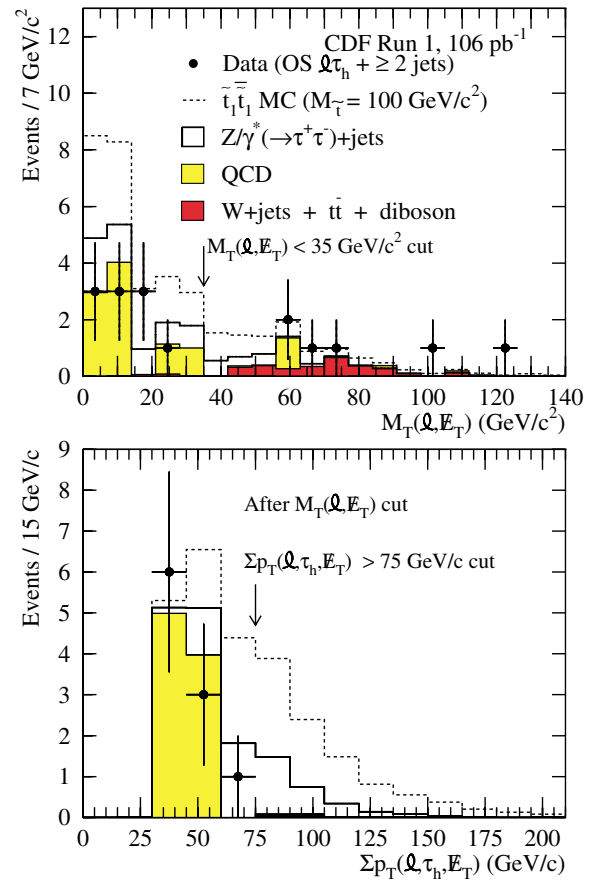 CDF Run 1, 106 pb⁻¹
Data (OS ℓτₕ + ≥ 2 jets)
t̃₁t̃̄₁ MC (M_t̃ = 100 GeV/c²)
Z/γ*(→τ⁺τ⁻)+jets
QCD
W+jets + tt̄ + diboson
M_T(ℓ,E̸_T) < 35 GeV/c² cut
Events / 7 GeV/c²
12
10
8
6
4
2
0
0 20 40 60 80 100 120 140
M_T(ℓ,E̸_T) (GeV/c²)
After M_T(ℓ,E̸_T) cut
Σp_T(ℓ,τₕ,E̸_T) > 75 GeV/c cut
Events / 15 GeV/c
9
8
7
6
5
4
3
2
1
0
0 25 50 75 100 125 150 175 200
Σp_T(ℓ,τₕ,E̸_T) (GeV/c)